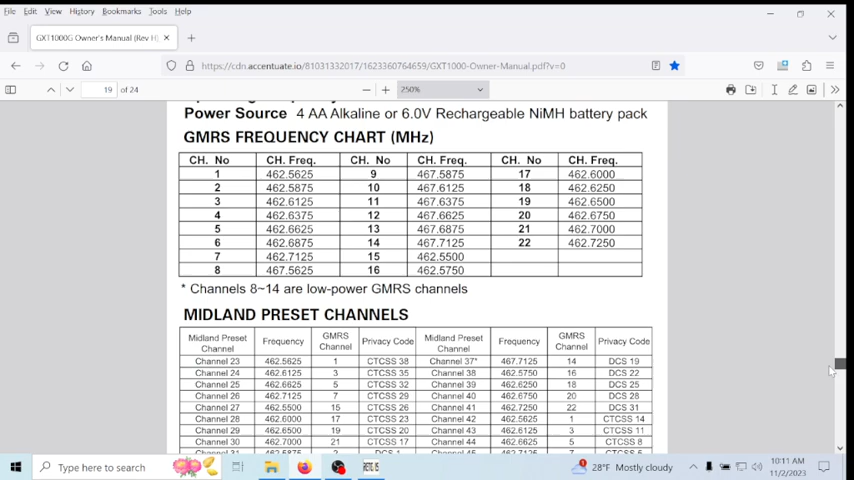 File Edit View History Bookmarks Tools Help
GXT1000G Owner's Manual (Rev H)
https://cdn.accentuate.io/81031332017/1623360764659/GXT1000-Owner-Manual.pdf?v=0
19 of 24
250%
Power Source 4 AA Alkaline or 6.0V Rechargeable NiMH battery pack
GMRS FREQUENCY CHART (MHz)
CH. No CH. Freq. CH. No CH. Freq. CH. No CH. Freq.
1 462.5625 9 467.5875 17 462.6000
2 462.5875 10 467.6125 18 462.6250
3 462.6125 11 467.6375 19 462.6500
4 462.6375 12 467.6625 20 462.6750
5 462.6625 13 467.6875 21 462.7000
6 462.6875 14 467.7125 22 462.7250
7 462.7125 15 462.5500
8 467.5625 16 462.5750
* Channels 8~14 are low-power GMRS channels
MIDLAND PRESET CHANNELS
Midland Preset Channel Frequency GMRS Channel Privacy Code Midland Preset Channel Frequency GMRS Channel Privacy Code
Channel 23 462.5625 1 CTCSS 38 Channel 37* 467.7125 14 DCS 19
Channel 24 462.6125 3 CTCSS 35 Channel 38 462.5750 16 DCS 22
Channel 25 462.6625 5 CTCSS 32 Channel 39 462.6250 18 DCS 25
Channel 26 462.7125 7 CTCSS 29 Channel 40 462.6750 20 DCS 28
Channel 27 462.5500 15 CTCSS 26 Channel 41 462.7250 22 DCS 31
Channel 28 462.6000 17 CTCSS 23 Channel 42 462.5625 1 CTCSS 14
Channel 29 462.6500 19 CTCSS 20 Channel 43 462.6125 3 CTCSS 11
Channel 30 462.7000 21 CTCSS 17 Channel 44 462.6625 5 CTCSS 8
Type here to search
28°F Mostly cloudy
10:11 AM
11/2/2023